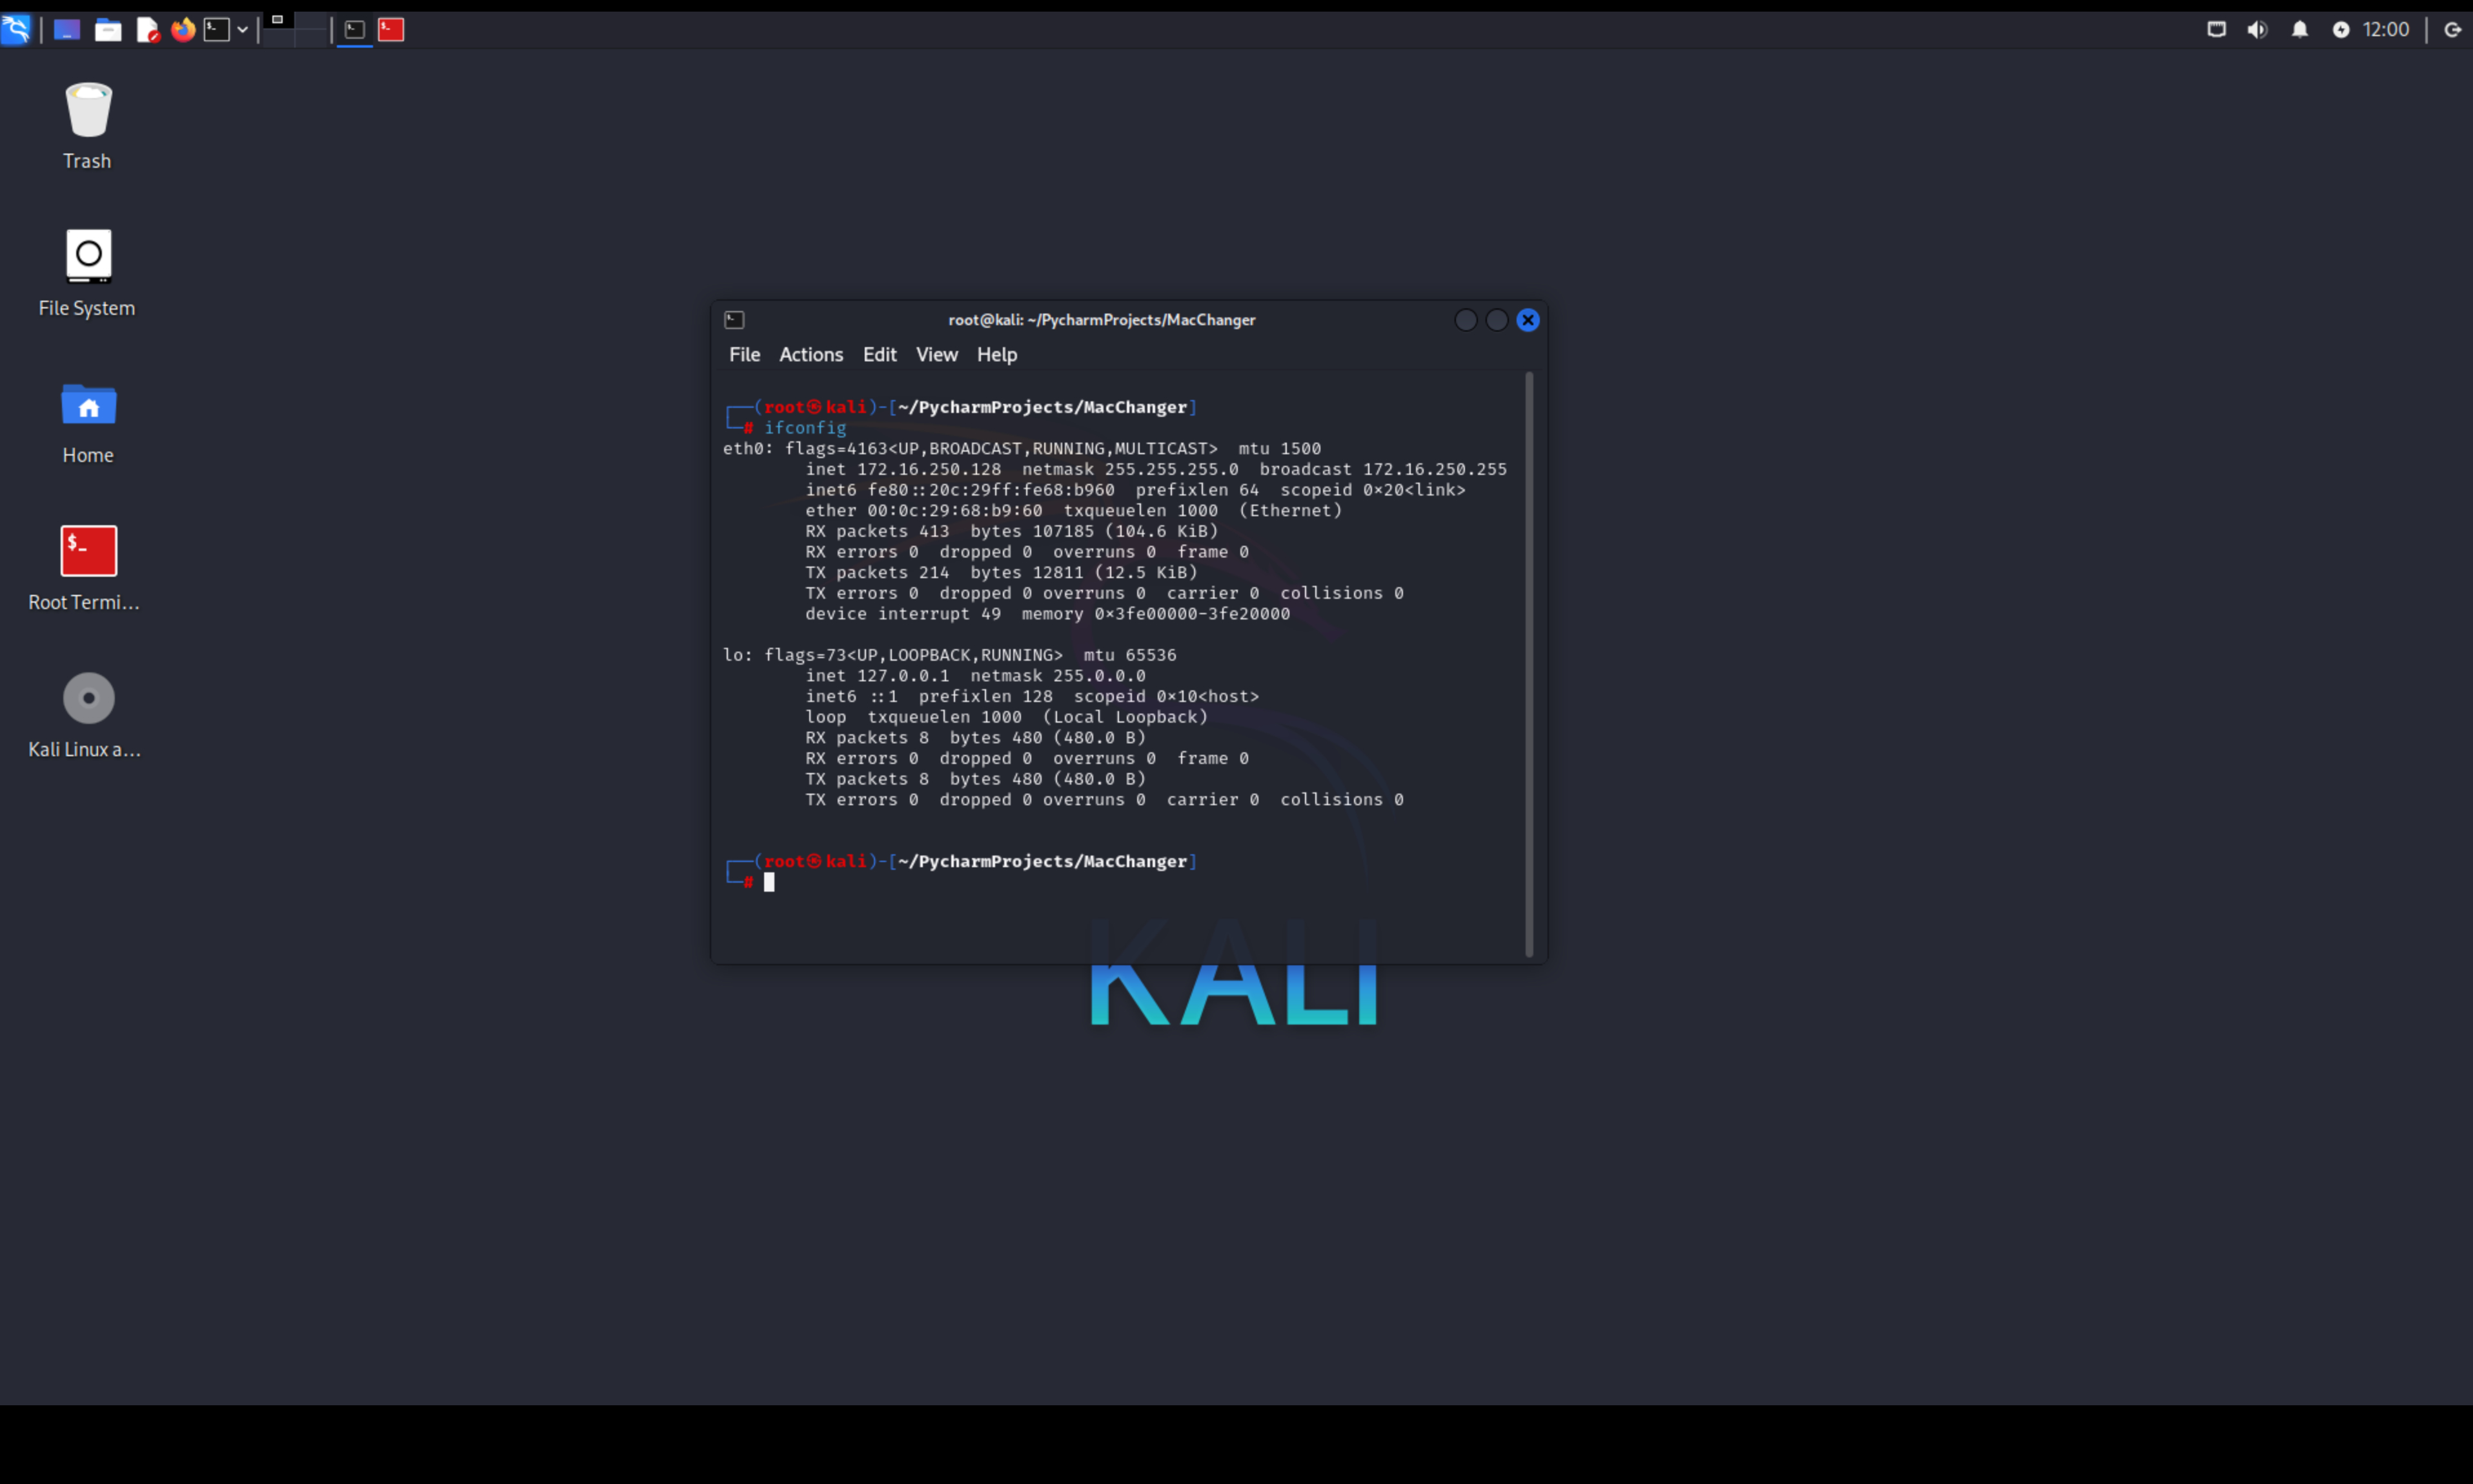 12:00
Trash
File System
Home
Root Termi...
Kali Linux a...
root@kali: ~/PycharmProjects/MacChanger
File Actions Edit View Help
┌──(root㉿kali)-[~/PycharmProjects/MacChanger]
└─# ifconfig
eth0: flags=4163<UP,BROADCAST,RUNNING,MULTICAST>  mtu 1500
        inet 172.16.250.128  netmask 255.255.255.0  broadcast 172.16.250.255
        inet6 fe80::20c:29ff:fe68:b960  prefixlen 64  scopeid 0×20<link>
        ether 00:0c:29:68:b9:60  txqueuelen 1000  (Ethernet)
        RX packets 413  bytes 107185 (104.6 KiB)
        RX errors 0  dropped 0  overruns 0  frame 0
        TX packets 214  bytes 12811 (12.5 KiB)
        TX errors 0  dropped 0 overruns 0  carrier 0  collisions 0
        device interrupt 49  memory 0×3fe00000-3fe20000
lo: flags=73<UP,LOOPBACK,RUNNING>  mtu 65536
        inet 127.0.0.1  netmask 255.0.0.0
        inet6 ::1  prefixlen 128  scopeid 0×10<host>
        loop  txqueuelen 1000  (Local Loopback)
        RX packets 8  bytes 480 (480.0 B)
        RX errors 0  dropped 0  overruns 0  frame 0
        TX packets 8  bytes 480 (480.0 B)
        TX errors 0  dropped 0 overruns 0  carrier 0  collisions 0
┌──(root㉿kali)-[~/PycharmProjects/MacChanger]
└─#
KALI